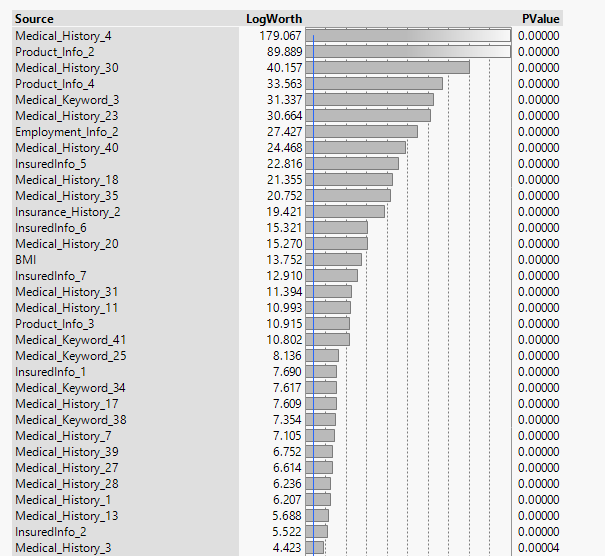 Source LogWorth PValue
Medical_History_4 179.067 0.00000
Product_Info_2 89.889 0.00000
Medical_History_30 40.157 0.00000
Product_Info_4 33.563 0.00000
Medical_Keyword_3 31.337 0.00000
Medical_History_23 30.664 0.00000
Employment_Info_2 27.427 0.00000
Medical_History_40 24.468 0.00000
InsuredInfo_5 22.816 0.00000
Medical_History_18 21.355 0.00000
Medical_History_35 20.752 0.00000
Insurance_History_2 19.421 0.00000
InsuredInfo_6 15.321 0.00000
Medical_History_20 15.270 0.00000
BMI 13.752 0.00000
InsuredInfo_7 12.910 0.00000
Medical_History_31 11.394 0.00000
Medical_History_11 10.993 0.00000
Product_Info_3 10.915 0.00000
Medical_Keyword_41 10.802 0.00000
Medical_Keyword_25 8.136 0.00000
InsuredInfo_1 7.690 0.00000
Medical_Keyword_34 7.617 0.00000
Medical_History_17 7.609 0.00000
Medical_Keyword_38 7.354 0.00000
Medical_History_7 7.105 0.00000
Medical_History_39 6.752 0.00000
Medical_History_27 6.614 0.00000
Medical_History_28 6.236 0.00000
Medical_History_1 6.207 0.00000
Medical_History_13 5.688 0.00000
InsuredInfo_2 5.522 0.00000
Medical_History_3 4.423 0.00004